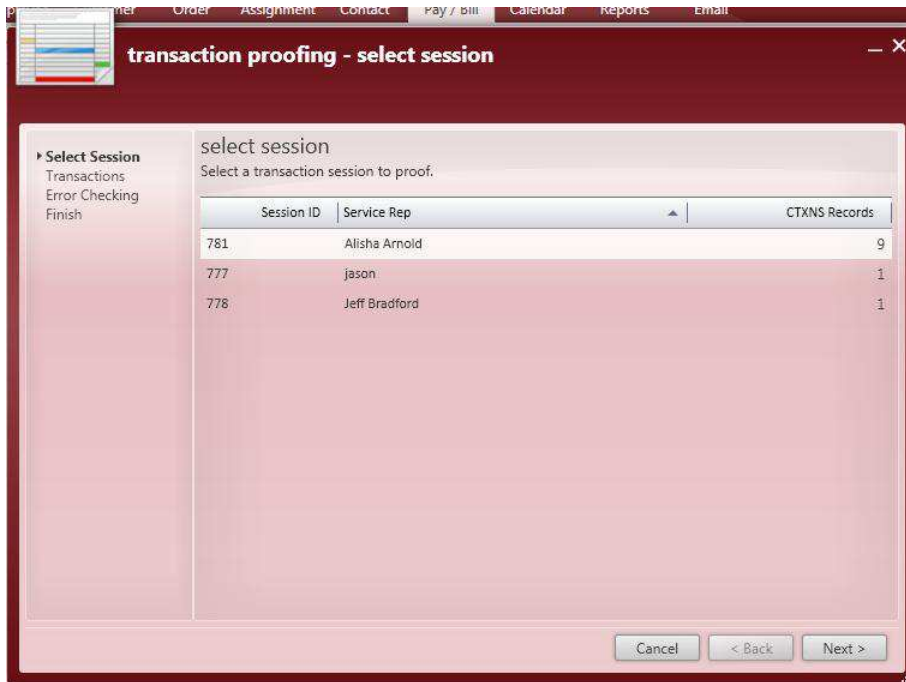 Order Assignment Contact Pay / Bill Calendar Reports Email
transaction proofing - select session
Select Session
Transactions
Error Checking
Finish
select session
Select a transaction session to proof.
Session ID Service Rep CTXNS Records
781 Alisha Arnold 9
777 jason 1
778 Jeff Bradford 1
Cancel < Back Next >